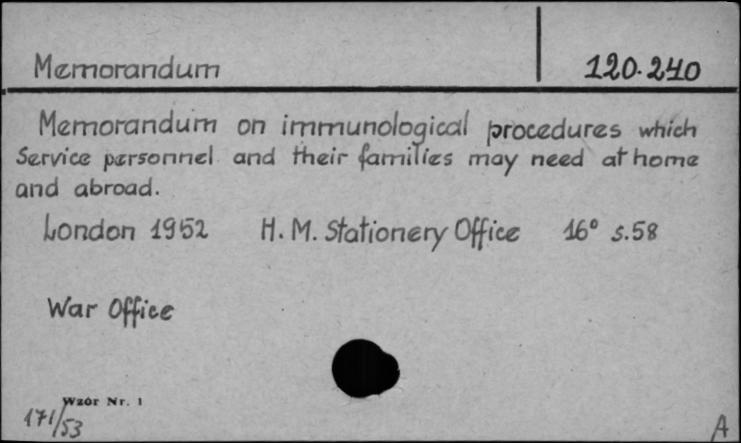 Memorandum 120.240
Memorandum on immunological procedures which
Service personnel and their families may need at home
and abroad.
London 1952 H. M. Stationery Office 16° s.58
War Office
Wzór Nr. 1
171/53
A